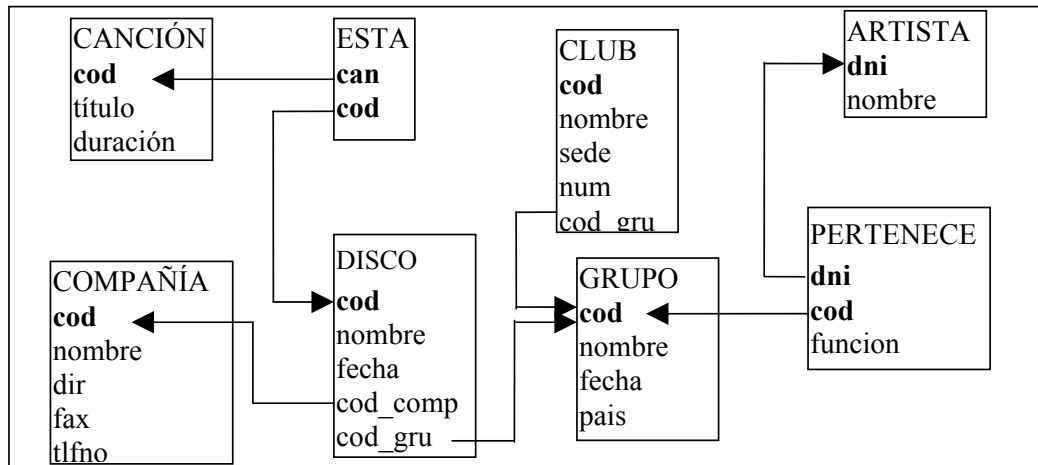 CANCIÓN
cod
título
duración
ESTA
can
cod
CLUB
cod
nombre
sede
num
cod_gru
ARTISTA
dni
nombre
COMPAÑÍA
cod
nombre
dir
fax
tlfno
DISCO
cod
nombre
fecha
cod_comp
cod_gru
GRUPO
cod
nombre
fecha
pais
PERTENECE
dni
cod
funcion